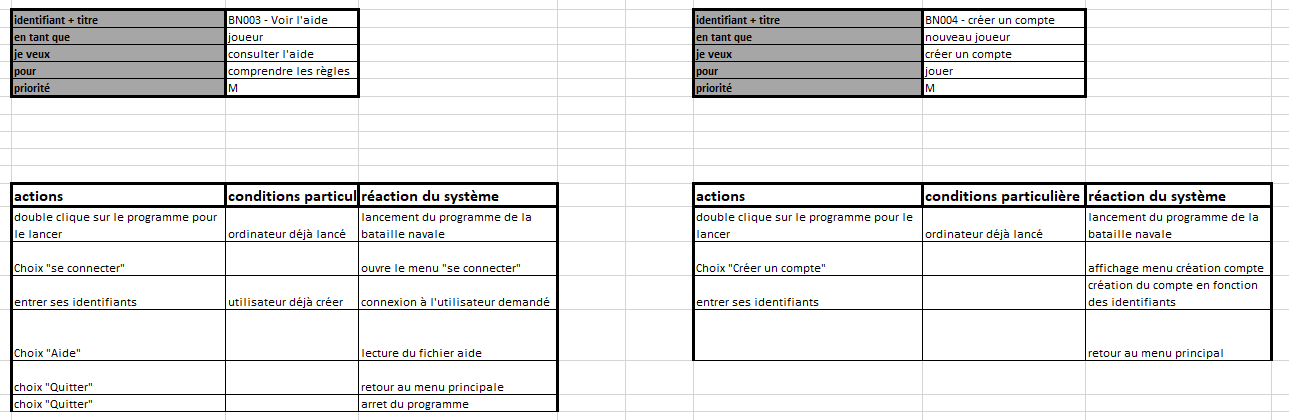 identifiant + titre BN003 - Voir l'aide
en tant que joueur
je veux consulter l'aide
pour comprendre les règles
priorité M
actions conditions particul réaction du système
double clique sur le programme pour
le lancer ordinateur déjà lancé lancement du programme de la
bataille navale
Choix "se connecter" ouvre le menu "se connecter"
entrer ses identifiants utilisateur déjà créer connexion à l'utilisateur demandé
Choix "Aide" lecture du fichier aide
choix "Quitter" retour au menu principale
choix "Quitter" arret du programme
identifiant + titre BN004 - créer un compte
en tant que nouveau joueur
je veux créer un compte
pour jouer
priorité M
actions conditions particulière réaction du système
double clique sur le programme pour le
lancer ordinateur déjà lancé lancement du programme de la
bataille navale
Choix "Créer un compte" affichage menu création compte
entrer ses identifiants création du compte en fonction
des identifiants
retour au menu principal